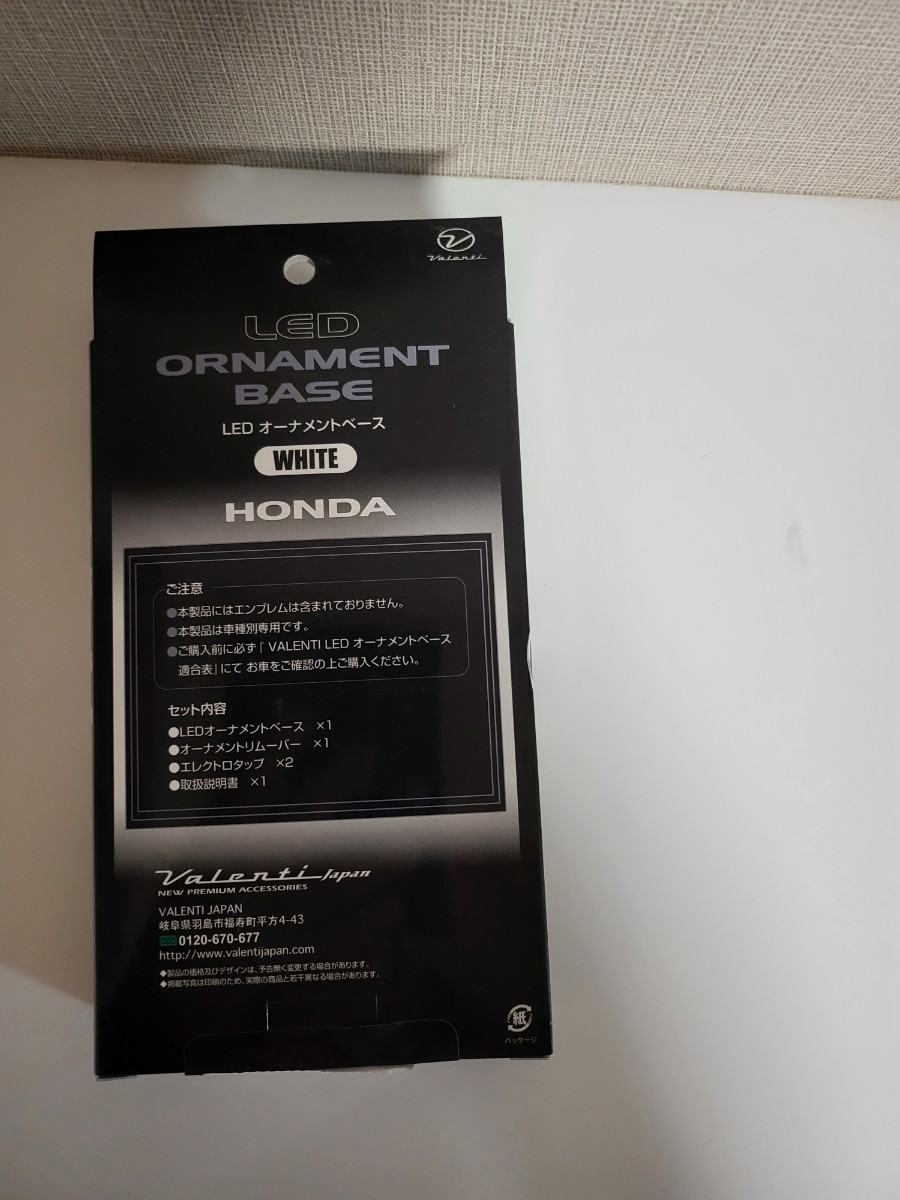 Valenti
LED
ORNAMENT
BASE
LED オーナメントベース
WHITE
HONDA
ご注意
●本製品にはエンブレムは含まれておりません。
●本製品は車種別専用です。
●ご購入前に必ず『VALENTI LED オーナメントベース
適合表』にて お車をご確認の上ご購入ください。
セット内容
●LEDオーナメントベース ×1
●オーナメントリムーバー ×1
●エレクトロタップ ×2
●取扱説明書 ×1
Valenti Japan
NEW PREMIUM ACCESSORIES
VALENTI JAPAN
岐阜県羽島市福寿町平方4-43
0120-670-677
http://www.valentijapan.com
◆製品の価格及びデザインは、予告無く変更する場合があります。
◆掲載写真は印刷のため、実際の商品と若干異なる場合があります。
紙
パッケージ